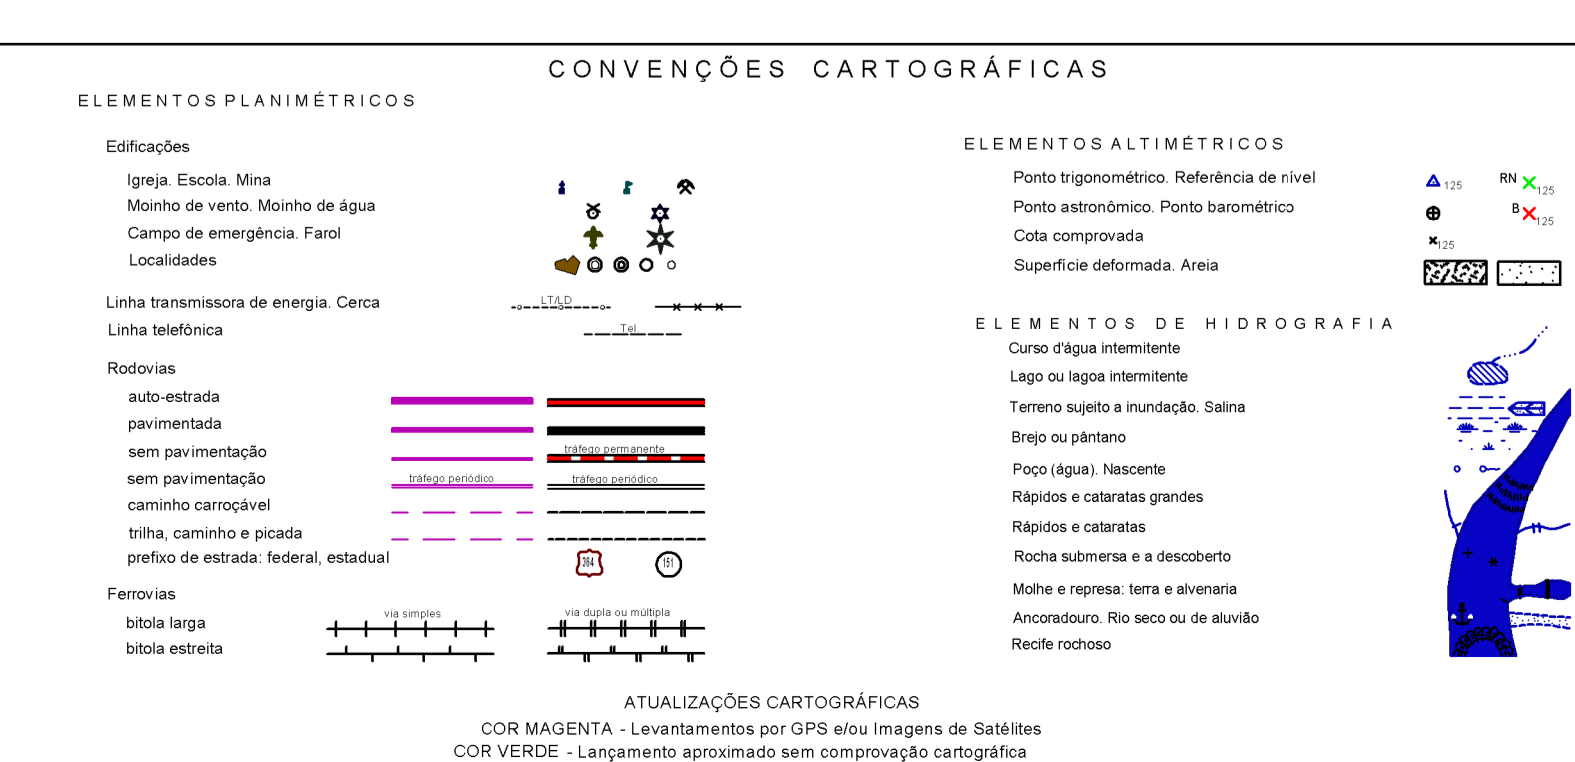 CONVENÇÕES CARTOGRÁFICAS
ELEMENTOS PLANIMÉTRICOS
Edificações
Igreja. Escola. Mina
Moinho de vento. Moinho de água
Campo de emergência. Farol
Localidades
Linha transmissora de energia. Cerca
LT/LD
Linha telefônica
Tel.
Rodovias
auto-estrada
pavimentada
sem pavimentação
tráfego permanente
sem pavimentação
tráfego periódico
tráfego periódico
caminho carroçável
trilha, caminho e picada
prefixo de estrada: federal, estadual
364
151
Ferrovias
via simples
via dupla ou múltipla
bitola larga
bitola estreita
ELEMENTOS ALTIMÉTRICOS
Ponto trigonométrico. Referência de nível
125
RN
125
Ponto astronômico. Ponto barométrico
B
125
Cota comprovada
125
Superfície deformada. Areia
ELEMENTOS DE HIDROGRAFIA
Curso d'água intermitente
Lago ou lagoa intermitente
Terreno sujeito a inundação. Salina
Brejo ou pântano
Poço (água). Nascente
Rápidos e cataratas grandes
Rápidos e cataratas
Rocha submersa e a descoberto
Molhe e represa: terra e alvenaria
Ancoradouro. Rio seco ou de aluvião
Recife rochoso
ATUALIZAÇÕES CARTOGRÁFICAS
COR MAGENTA - Levantamentos por GPS e/ou Imagens de Satélites
COR VERDE - Lançamento aproximado sem comprovação cartográfica